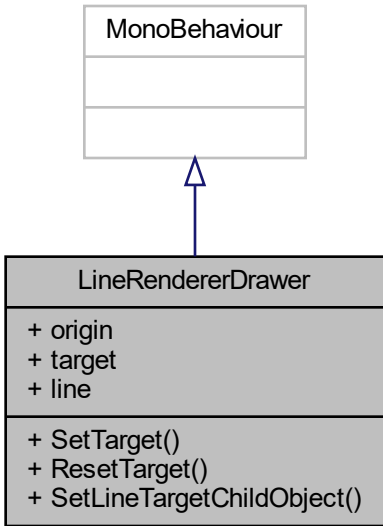 MonoBehaviour
LineRendererDrawer
+ origin
+ target
+ line
+ SetTarget()
+ ResetTarget()
+ SetLineTargetChildObject()